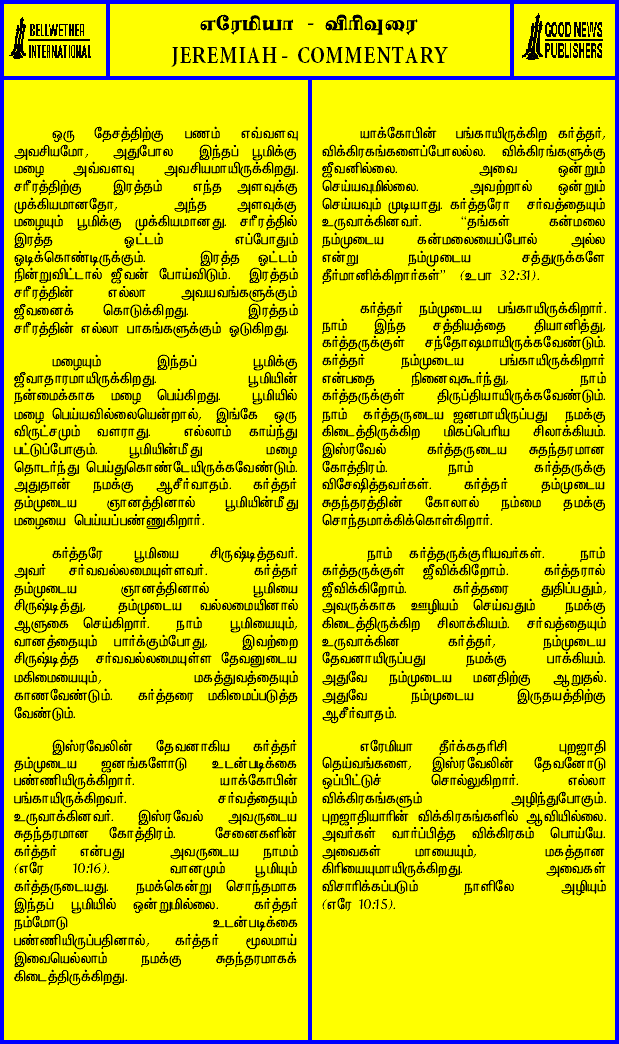 எரேமியா - விரிவுரை
BELLWETHER
INTERNATIONAL
JEREMIAH - COMMENTARY
GOOD NEWS
PUBLISHERS
ஒரு தேசத்திற்கு பணம் எவ்வளவு
அவசியமோ, அதுபோல இந்தப் பூமிக்கு
மழை அவ்வளவு அவசியமாயிருக்கிறது.
சரீரத்திற்கு இரத்தம் எந்த அளவுக்கு
முக்கியமானதோ, அந்த அளவுக்கு
மழையும் பூமிக்கு முக்கியமானது. சரீரத்தில்
இரத்த ஓட்டம் எப்போதும்
ஓடிக்கொண்டிருக்கும். இரத்த ஓட்டம்
நின்றுவிட்டால் ஜீவன் போய்விடும். இரத்தம்
சரீரத்தின் எல்லா அவயவங்களுக்கும்
ஜீவனைக் கொடுக்கிறது. இரத்தம்
சரீரத்தின் எல்லா பாகங்களுக்கும் ஓடுகிறது.
மழையும் இந்தப் பூமிக்கு
ஜீவாதாரமாயிருக்கிறது. பூமியின்
நன்மைக்காக மழை பெய்கிறது. பூமியில்
மழை பெய்யவில்லையென்றால், இங்கே ஒரு
விருட்சமும் வளராது. எல்லாம் காய்ந்து
பட்டுப்போகும். பூமியின்மீது மழை
தொடர்ந்து பெய்துகொண்டேயிருக்கவேண்டும்.
அதுதான் நமக்கு ஆசீர்வாதம். கர்த்தர்
தம்முடைய ஞானத்தினால் பூமியின்மீது
மழையை பெய்யப்பண்ணுகிறார்.
கர்த்தரே பூமியை சிருஷ்டித்தவர்.
அவர் சர்வவல்லமையுள்ளவர். கர்த்தர்
தம்முடைய ஞானத்தினால் பூமியை
சிருஷ்டித்து, தம்முடைய வல்லமையினால்
ஆளுகை செய்கிறார். நாம் பூமியையும்,
வானத்தையும் பார்க்கும்போது, இவற்றை
சிருஷ்டித்த சர்வவல்லமையுள்ள தேவனுடைய
மகிமையையும், மகத்துவத்தையும்
காணவேண்டும். கர்த்தரை மகிமைப்படுத்த
வேண்டும்.
இஸ்ரவேலின் தேவனாகிய கர்த்தர்
தம்முடைய ஜனங்களோடு உடன்படிக்கை
பண்ணியிருக்கிறார். யாக்கோபின்
பங்காயிருக்கிறவர். சர்வத்தையும்
உருவாக்கினவர். இஸ்ரவேல் அவருடைய
சுதந்தரமான கோத்திரம். சேனைகளின்
கர்த்தர் என்பது அவருடைய நாமம்
(எரே 10:16). வானமும் பூமியும்
கர்த்தருடையது. நமக்கென்று சொந்தமாக
இந்தப் பூமியில் ஒன்றுமில்லை. கர்த்தர்
நம்மோடு உடன்படிக்கை
பண்ணியிருப்பதினால், கர்த்தர் மூலமாய்
இவையெல்லாம் நமக்கு சுதந்தரமாகக்
கிடைத்திருக்கிறது.
யாக்கோபின் பங்காயிருக்கிற கர்த்தர்,
விக்கிரகங்களைப்போலல்ல. விக்கிரங்களுக்கு
ஜீவனில்லை. அவை ஒன்றும்
செய்யவுமில்லை. அவற்றால் ஒன்றும்
செய்யவும் முடியாது. கர்த்தரோ சர்வத்தையும்
உருவாக்கினவர். “தங்கள் கன்மலை
நம்முடைய கன்மலையைப்போல் அல்ல
என்று நம்முடைய சத்துருக்களே
தீர்மானிக்கிறார்கள்” (உபா 32:31).
கர்த்தர் நம்முடைய பங்காயிருக்கிறார்.
நாம் இந்த சத்தியத்தை தியானித்து,
கர்த்தருக்குள் சந்தோஷமாயிருக்கவேண்டும்.
கர்த்தர் நம்முடைய பங்காயிருக்கிறார்
என்பதை நினைவுகூர்ந்து, நாம்
கர்த்தருக்குள் திருப்தியாயிருக்கவேண்டும்.
நாம் கர்த்தருடைய ஜனமாயிருப்பது நமக்கு
கிடைத்திருக்கிற மிகப்பெரிய சிலாக்கியம்.
இஸ்ரவேல் கர்த்தருடைய சுதந்தரமான
கோத்திரம். நாம் கர்த்தருக்கு
விசேஷித்தவர்கள். கர்த்தர் தம்முடைய
சுதந்தரத்தின் கோலால் நம்மை தமக்கு
சொந்தமாக்கிக்கொள்கிறார்.
நாம் கர்த்தருக்குரியவர்கள். நாம்
கர்த்தருக்குள் ஜீவிக்கிறோம். கர்த்தரால்
ஜீவிக்கிறோம். கர்த்தரை துதிப்பதும்,
அவருக்காக ஊழியம் செய்வதும் நமக்கு
கிடைத்திருக்கிற சிலாக்கியம். சர்வத்தையும்
உருவாக்கின கர்த்தர், நம்முடைய
தேவனாயிருப்பது நமக்கு பாக்கியம்.
அதுவே நம்முடைய மனதிற்கு ஆறுதல்.
அதுவே நம்முடைய இருதயத்திற்கு
ஆசீர்வாதம்.
எரேமியா தீர்க்கதரிசி புறஜாதி
தெய்வங்களை, இஸ்ரவேலின் தேவனோடு
ஒப்பிட்டுச் சொல்லுகிறார். எல்லா
விக்கிரகங்களும் அழிந்துபோகும்.
புறஜாதியாரின் விக்கிரகங்களில் ஆவியில்லை.
அவர்கள் வார்ப்பித்த விக்கிரகம் பொய்யே.
அவைகள் மாயையும், மகத்தான
கிரியையுமாயிருக்கிறது. அவைகள்
விசாரிக்கப்படும் நாளிலே அழியும்
(எரே 10:15).